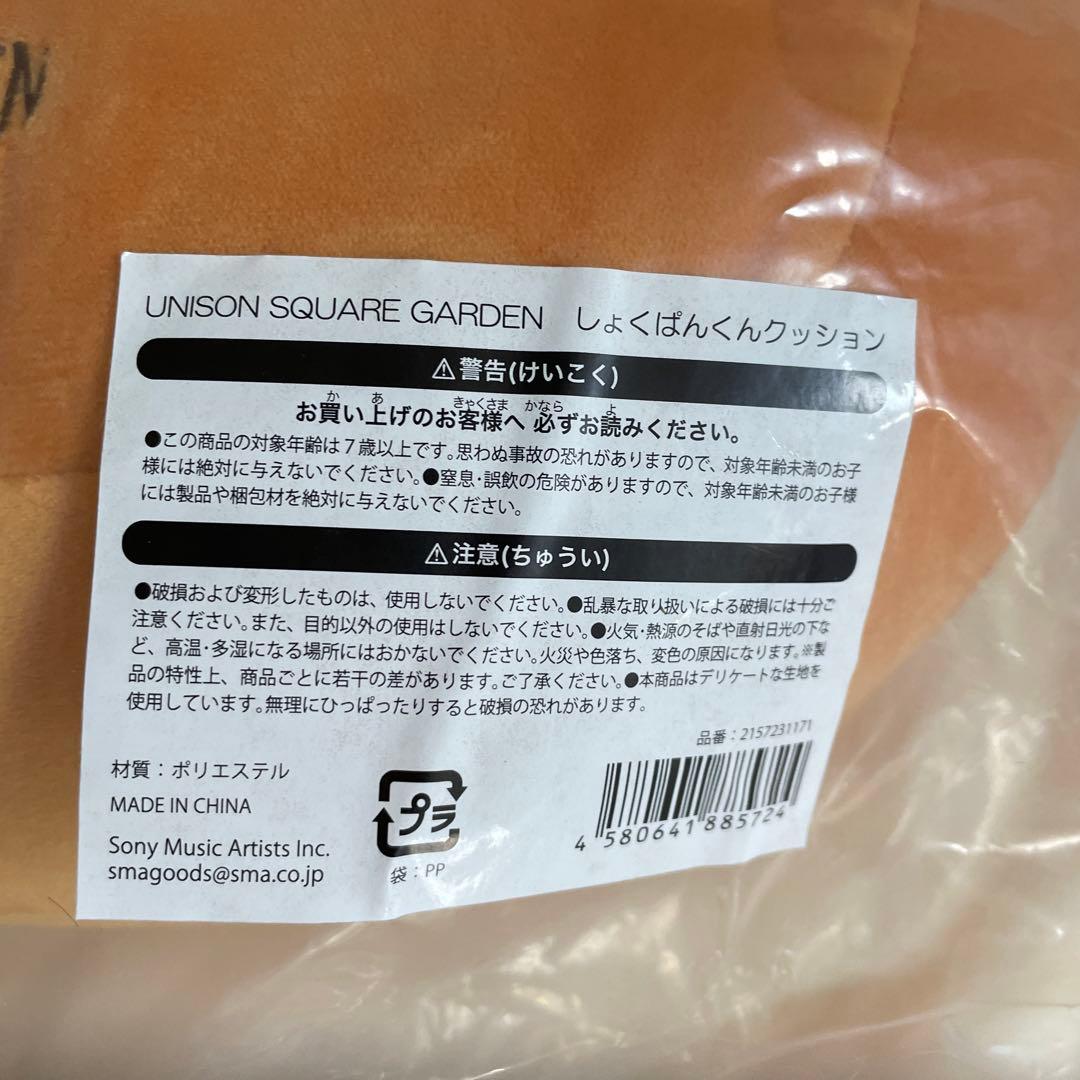 UNISON SQUARE GARDEN しょくぱんくんクッション
⚠警告(けいこく)
お買い上げのお客様へ 必ずお読みください。
●この商品の対象年齢は7歳以上です。思わぬ事故の恐れがありますので、対象年齢未満のお子
様には絶対に与えないでください。●窒息・誤飲の危険がありますので、対象年齢未満のお子様
には製品や梱包材を絶対に与えないでください。
⚠注意(ちゅうい)
●破損および変形したものは、使用しないでください。●乱暴な取り扱いによる破損には十分ご
注意ください。また、目的以外の使用はしないでください。●火気・熱源のそばや直射日光の下な
ど、高温・多湿になる場所にはおかないでください。火災や色落ち、変色の原因になります。※製
品の特性上、商品ごとに若干の差があります。ご了承ください。●本商品はデリケートな生地を
使用しています。無理にひっぱったりすると破損の恐れがあります。
品番：2157231171
4 580641 885724
材質：ポリエステル
MADE IN CHINA
Sony Music Artists Inc.
smagoods@sma.co.jp
プラ
袋：PP